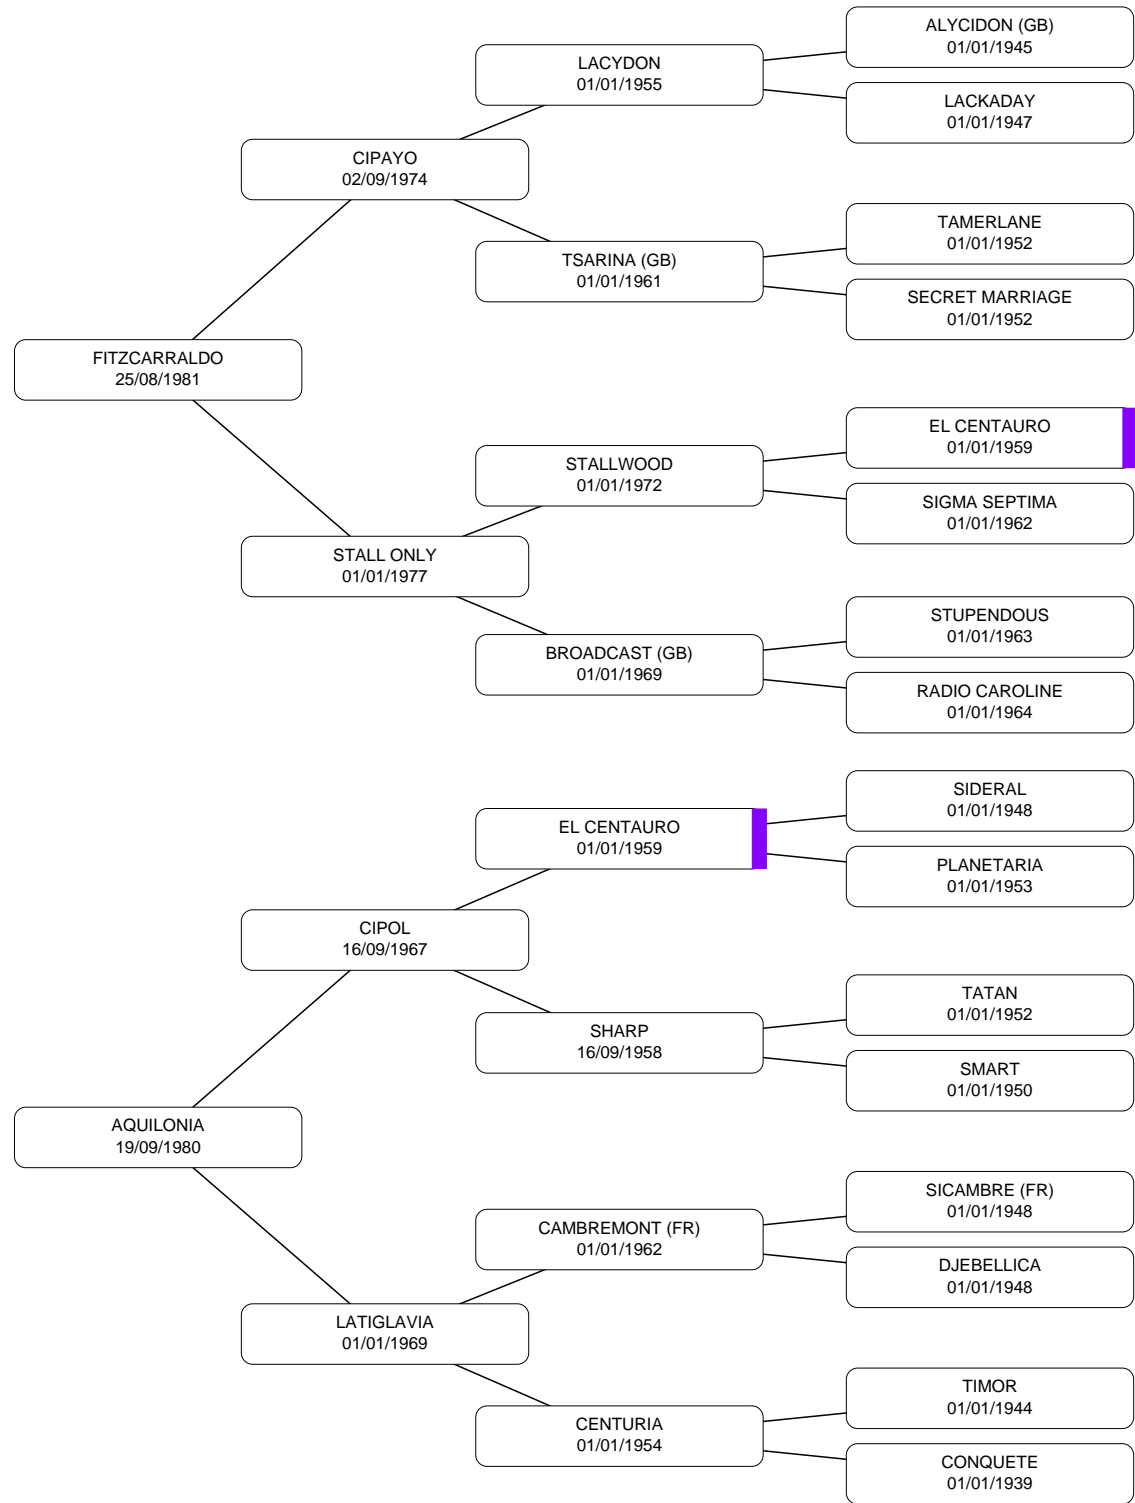 ALYCIDON (GB)
01/01/1945
LACYDON
01/01/1955
LACKADAY
01/01/1947
CIPAYO
02/09/1974
TAMERLANE
01/01/1952
TSARINA (GB)
01/01/1961
SECRET MARRIAGE
01/01/1952
FITZCARRALDO
25/08/1981
EL CENTAURO
01/01/1959
STALLWOOD
01/01/1972
SIGMA SEPTIMA
01/01/1962
STALL ONLY
01/01/1977
STUPENDOUS
01/01/1963
BROADCAST (GB)
01/01/1969
RADIO CAROLINE
01/01/1964
SIDERAL
01/01/1948
EL CENTAURO
01/01/1959
PLANETARIA
01/01/1953
CIPOL
16/09/1967
TATAN
01/01/1952
SHARP
16/09/1958
SMART
01/01/1950
AQUILONIA
19/09/1980
SICAMBRE (FR)
01/01/1948
CAMBREMONT (FR)
01/01/1962
DJEBELLICA
01/01/1948
LATIGLAVIA
01/01/1969
TIMOR
01/01/1944
CENTURIA
01/01/1954
CONQUETE
01/01/1939